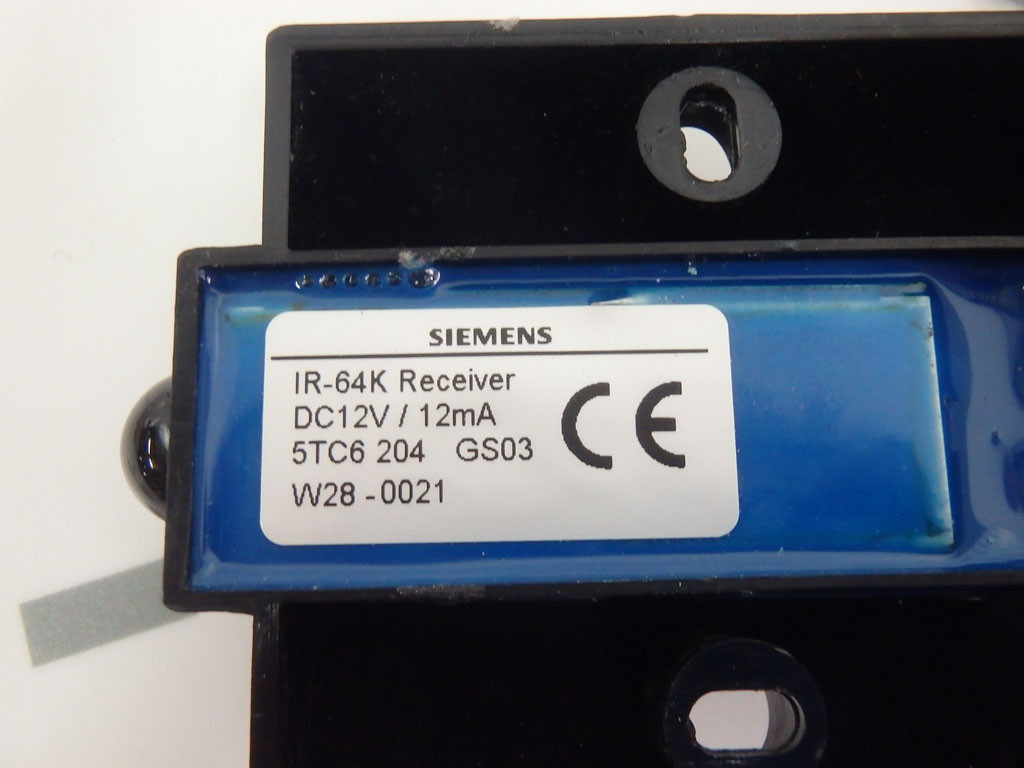 SIEMENS
IR-64K Receiver
DC12V / 12mA
5TC6 204 GS03
W28 -0021
CE